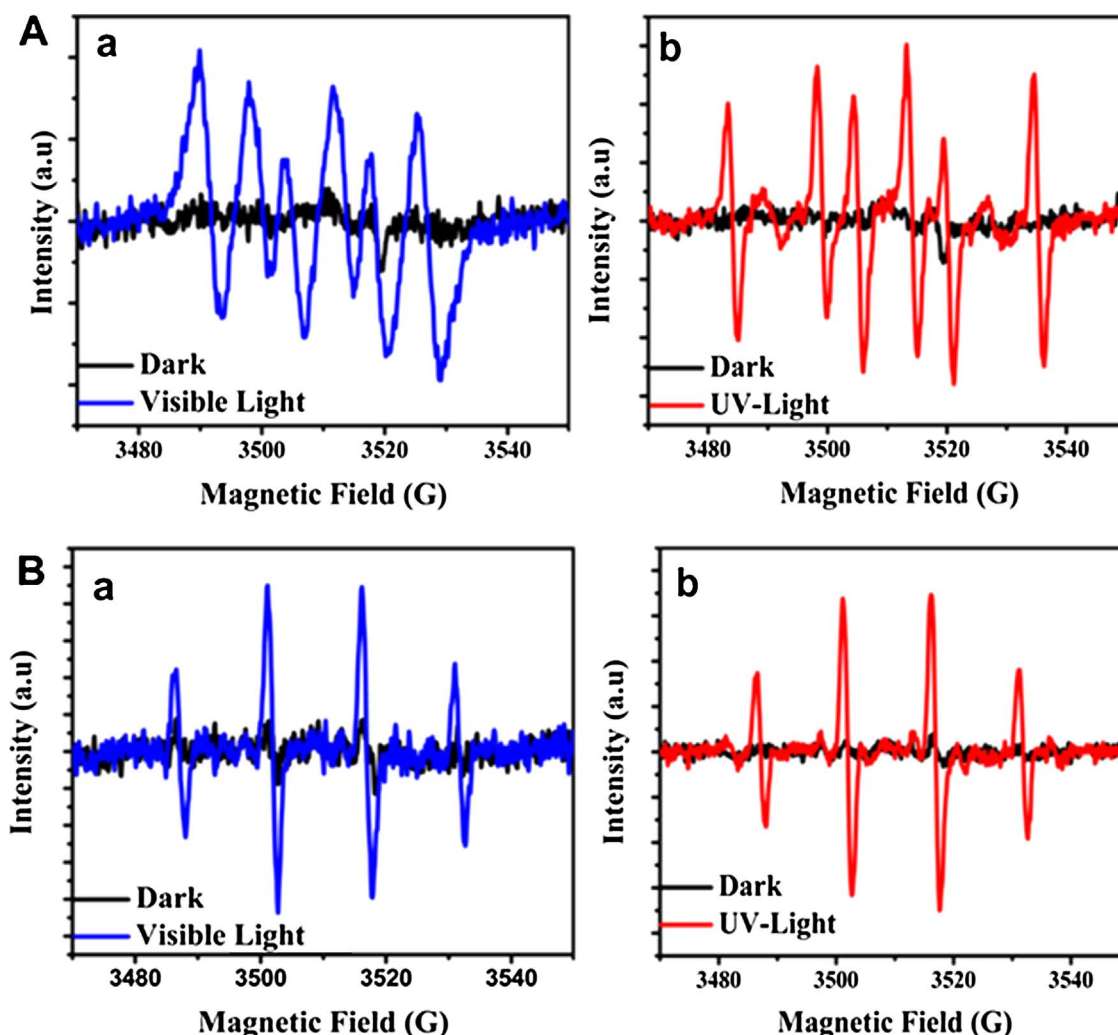 A
a
Intensity (a.u)
Dark
Visible Light
3480 3500 3520 3540
Magnetic Field (G)
b
Intensity (a.u)
Dark
UV-Light
3480 3500 3520 3540
Magnetic Field (G)
B
a
Intensity (a.u)
Dark
Visible Light
3480 3500 3520 3540
Magnetic Field (G)
b
Intensity (a.u)
Dark
UV-Light
3480 3500 3520 3540
Magnetic Field (G)